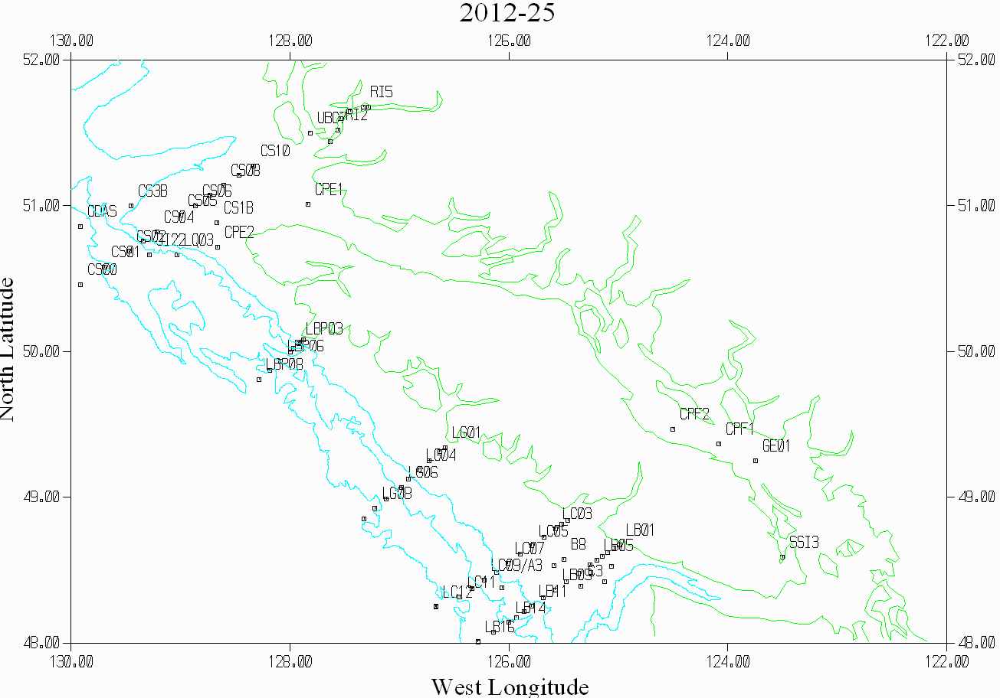 2012-25
130.00 128.00 126.00 124.00 122.00
52.00 52.00
RI5
RI2
CS10
CS08
CS3B CS06 CPE1
CS05 CS1B
51.00 51.00
CS04
CPE2
LQ03
CS01
CS00
LBP03
LBP06
50.00 50.00
LBP08
CPF2
CPF1
LG01
GE01
LG04
LG06
LG08
49.00 49.00
LC03
LC05 LB01
B8 SSI3
LC07 LB05
LC09/A3
LB09
LC11
LC12 LB11
LB14
LB16
48.00 48.00
130.00 128.00 126.00 124.00 122.00
North Latitude
West Longitude